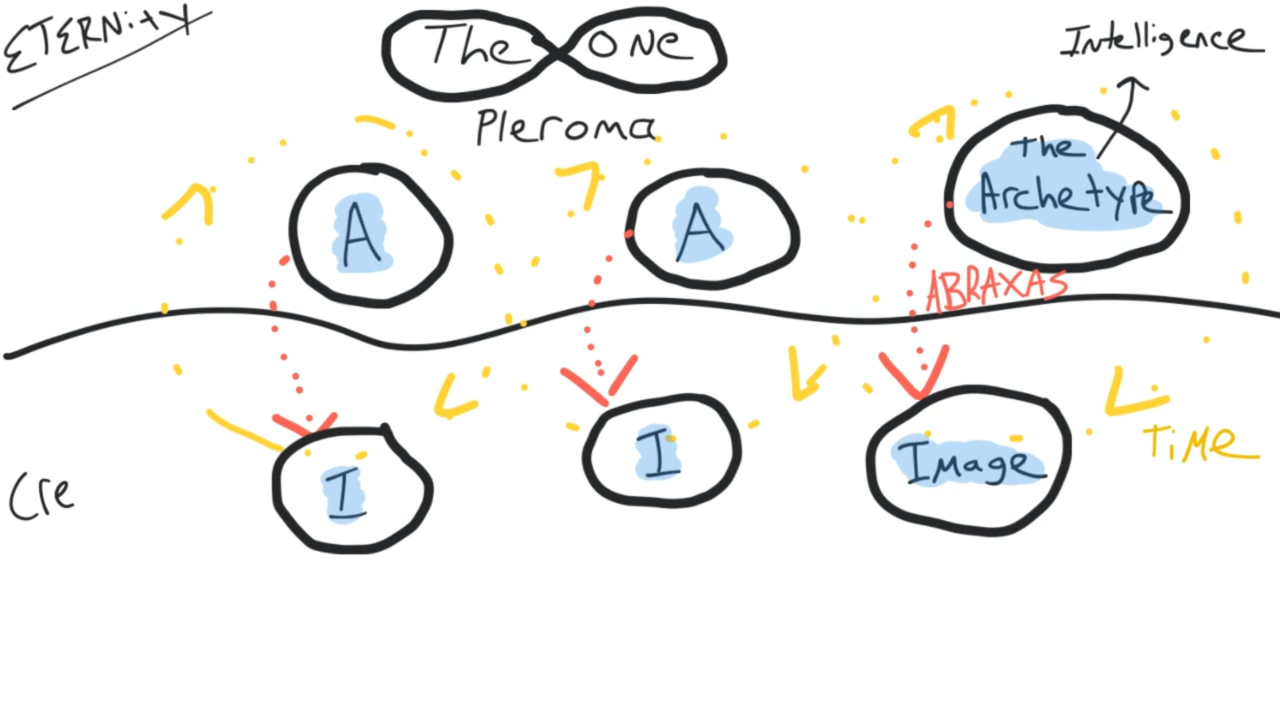 ETERNITY
The ONE
Intelligence
Pleroma
The
Archetype
A
A
ABRAXAS
TIME
I
I
Image
Cre